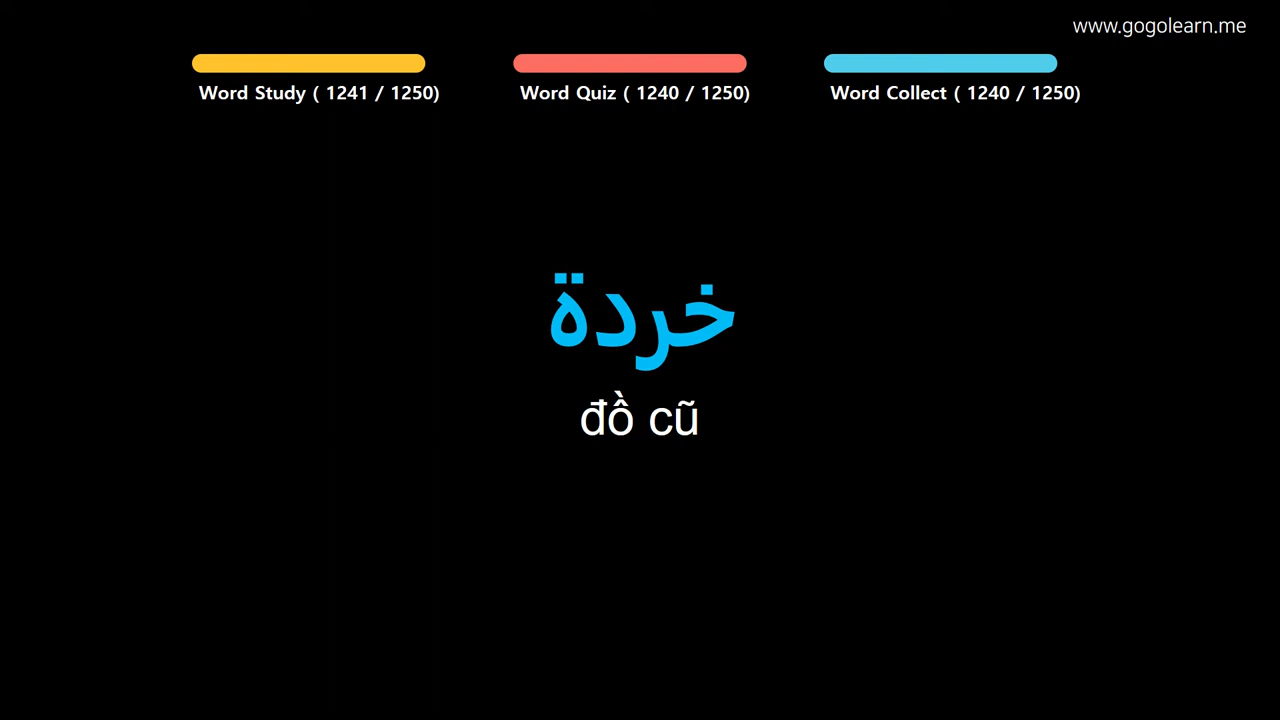 www.gogolearn.me
Word Study ( 1241 / 1250)
Word Quiz ( 1240 / 1250)
Word Collect ( 1240 / 1250)
خردة
đồ cũ